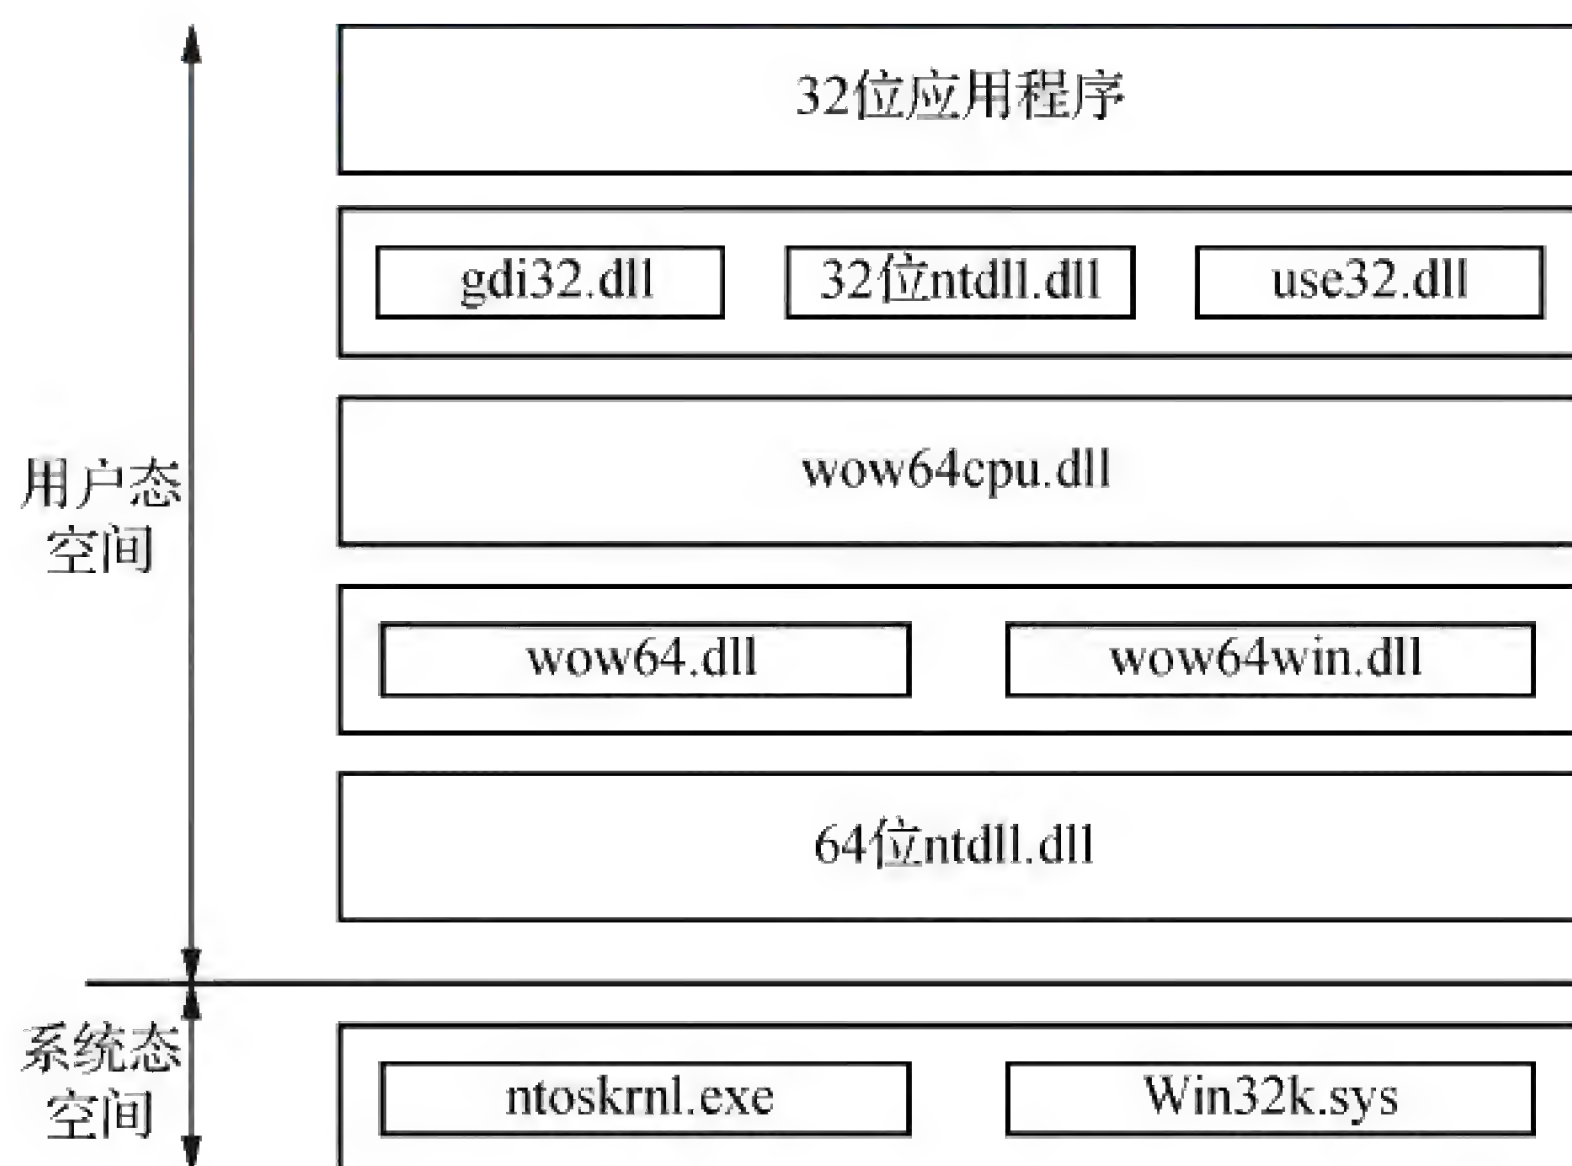 32位应用程序
gdi32.dll
32位ntdll.dll
use32.dll
wow64cpu.dll
用户态
空间
wow64.dll
wow64win.dll
64位ntdll.dll
系统态
空间
ntoskrnl.exe
Win32k.sys